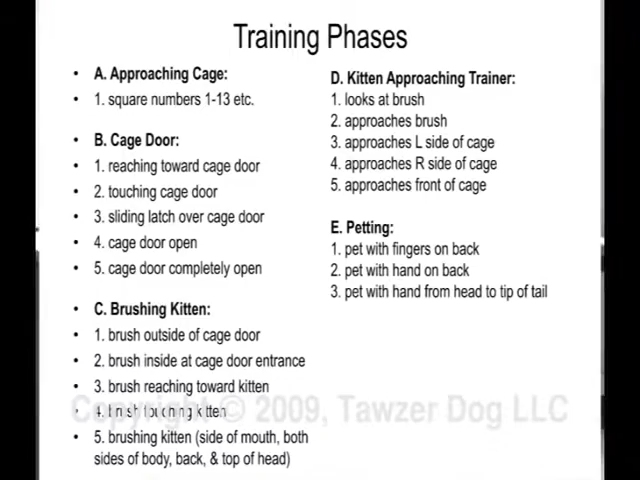 Training Phases
A. Approaching Cage:
1. square numbers 1-13 etc.
B. Cage Door:
1. reaching toward cage door
2. touching cage door
3. sliding latch over cage door
4. cage door open
5. cage door completely open
C. Brushing Kitten:
1. brush outside of cage door
2. brush inside at cage door entrance
3. brush reaching toward kitten
4. brush touching kitten
5. brushing kitten (side of mouth, both
sides of body, back, & top of head)
D. Kitten Approaching Trainer:
1. looks at brush
2. approaches brush
3. approaches L side of cage
4. approaches R side of cage
5. approaches front of cage
E. Petting:
1. pet with fingers on back
2. pet with hand on back
3. pet with hand from head to tip of tail
Copyright © 2009, Tawzer Dog LLC